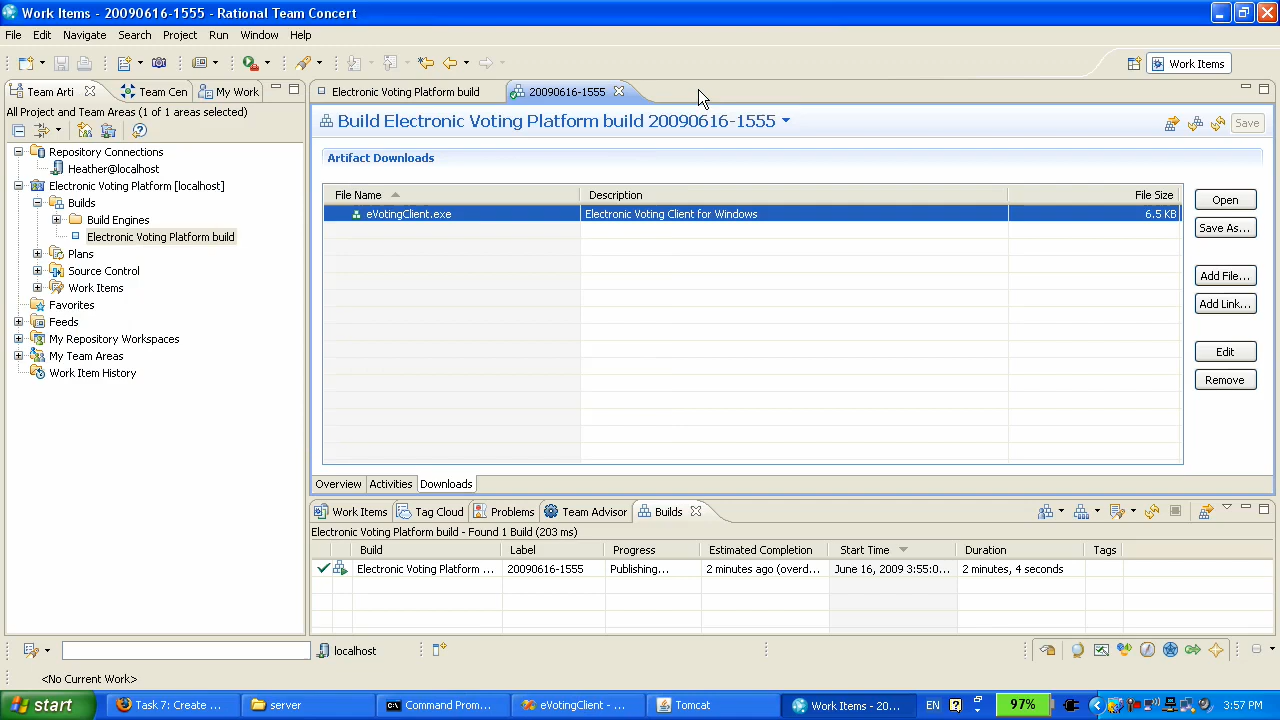 Work Items - 20090616-1555 - Rational Team Concert
File Edit Navigate Search Project Run Window Help
Work Items
Team Arti Team Cen My Work
All Project and Team Areas (1 of 1 areas selected)
Repository Connections
Heather@localhost
Electronic Voting Platform [localhost]
Builds
Build Engines
Electronic Voting Platform build
Plans
Source Control
Work Items
Favorites
Feeds
My Repository Workspaces
My Team Areas
Work Item History
Electronic Voting Platform build 20090616-1555
Build Electronic Voting Platform build 20090616-1555
Save
Artifact Downloads
File Name Description File Size
eVotingClient.exe Electronic Voting Client for Windows 6.5 KB
Open
Save As...
Add File...
Add Link...
Edit
Remove
Overview Activities Downloads
Work Items Tag Cloud Problems Team Advisor Builds
Electronic Voting Platform build - Found 1 Build (203 ms)
Build Label Progress Estimated Completion Start Time Duration Tags
Electronic Voting Platform ... 20090616-1555 Publishing... 2 minutes ago (overd... June 16, 2009 3:55:0... 2 minutes, 4 seconds
localhost
<No Current Work>
start Task 7: Create ... server Command Prom... eVotingClient - ... Tomcat Work Items - 20... EN 97% 3:57 PM